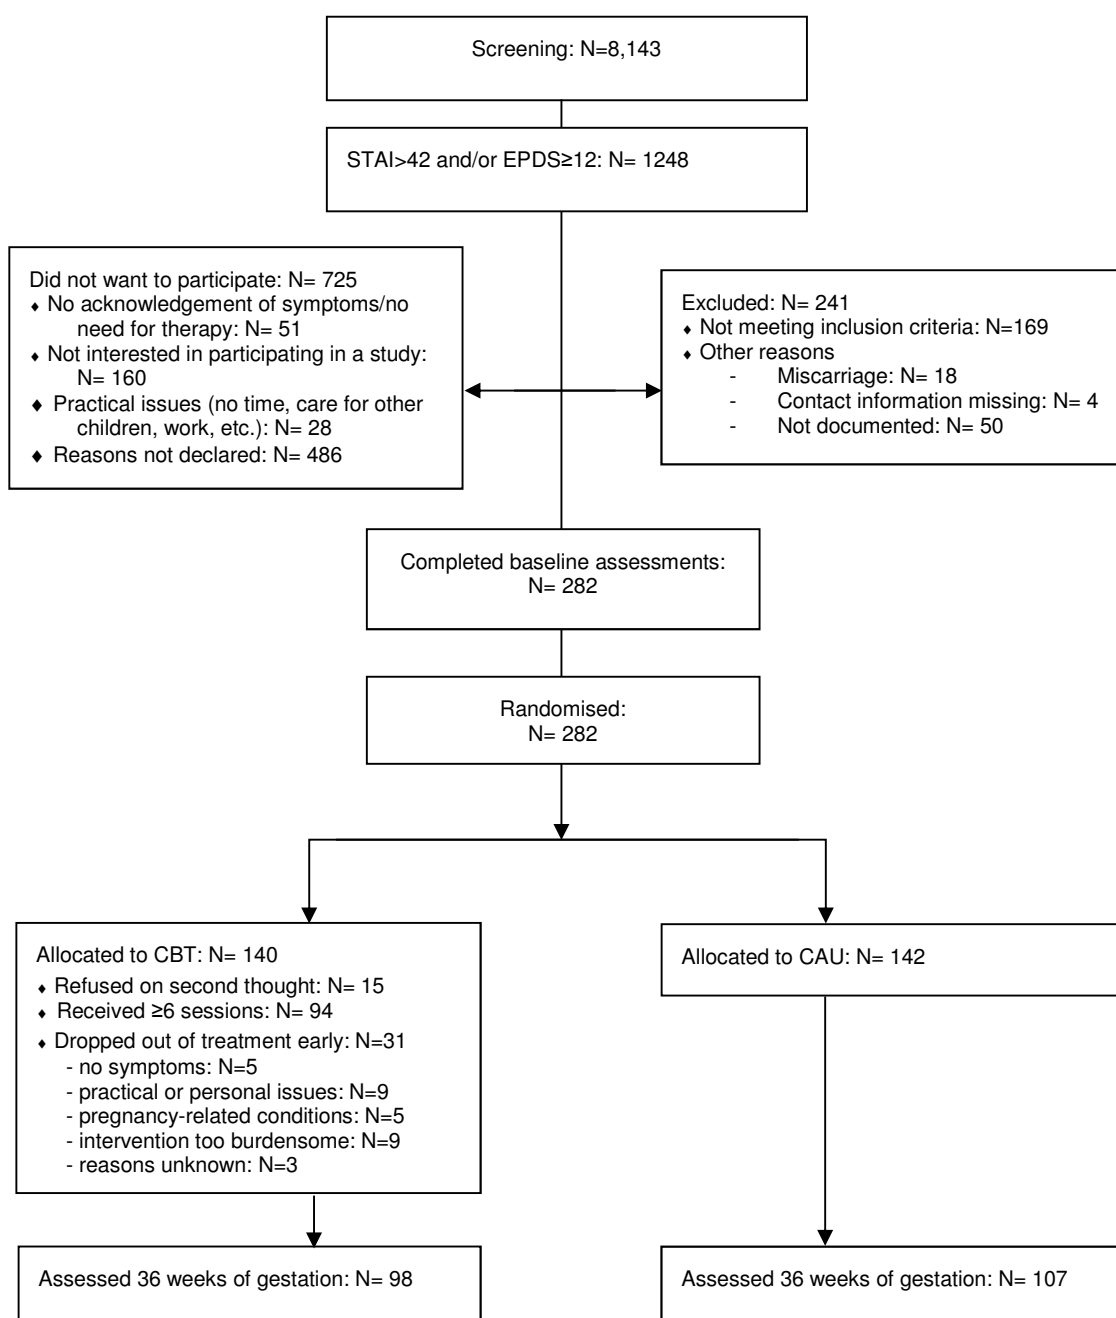 Screening: N=8,143
STAI>42 and/or EPDS≥12: N= 1248
Did not want to participate: N= 725
♦ No acknowledgement of symptoms/no
need for therapy: N= 51
♦ Not interested in participating in a study:
N= 160
♦ Practical issues (no time, care for other
children, work, etc.): N= 28
♦ Reasons not declared: N= 486
Excluded: N= 241
♦ Not meeting inclusion criteria: N=169
♦ Other reasons
- Miscarriage: N= 18
- Contact information missing: N= 4
- Not documented: N= 50
Completed baseline assessments:
N= 282
Randomised:
N= 282
Allocated to CBT: N= 140
♦ Refused on second thought: N= 15
♦ Received ≥6 sessions: N= 94
♦ Dropped out of treatment early: N=31
- no symptoms: N=5
- practical or personal issues: N=9
- pregnancy-related conditions: N=5
- intervention too burdensome: N=9
- reasons unknown: N=3
Allocated to CAU: N= 142
Assessed 36 weeks of gestation: N= 98
Assessed 36 weeks of gestation: N= 107